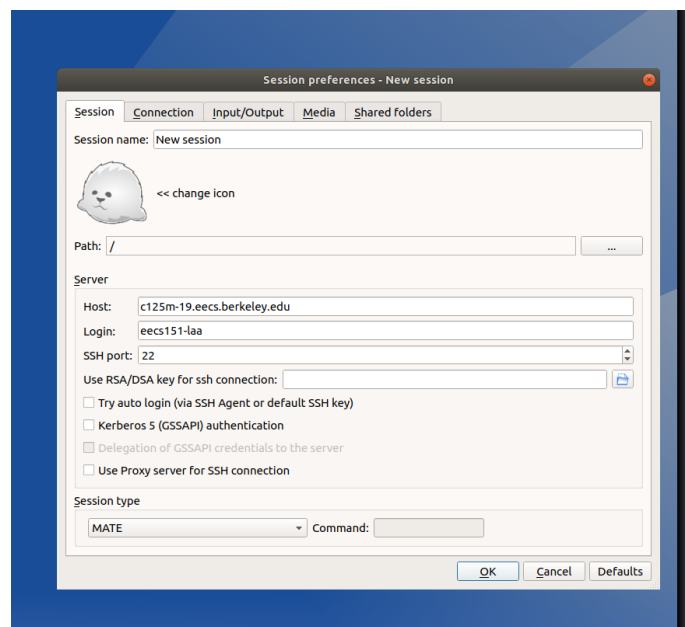 Session preferences - New session
Session Connection Input/Output Media Shared folders
Session name: New session
<< change icon
Path: / ...
Server
Host: c125m-19.eecs.berkeley.edu
Login: eecs151-laa
SSH port: 22
Use RSA/DSA key for ssh connection:
Try auto login (via SSH Agent or default SSH key)
Kerberos 5 (GSSAPI) authentication
Delegation of GSSAPI credentials to the server
Use Proxy server for SSH connection
Session type
MATE Command:
OK Cancel Defaults